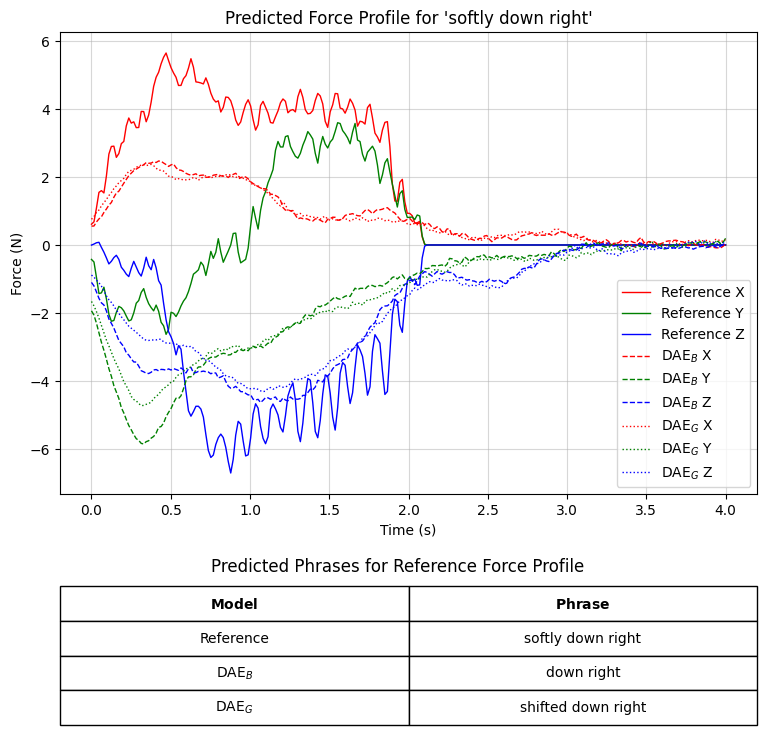 Predicted Force Profile for 'softly down right'
Force (N)
6
4
2
0
−2
−4
−6
Reference X
Reference Y
Reference Z
DAE_B X
DAE_B Y
DAE_B Z
DAE_G X
DAE_G Y
DAE_G Z
0.0 0.5 1.0 1.5 2.0 2.5 3.0 3.5 4.0
Time (s)
Predicted Phrases for Reference Force Profile
Model Phrase
Reference softly down right
DAE_B down right
DAE_G shifted down right